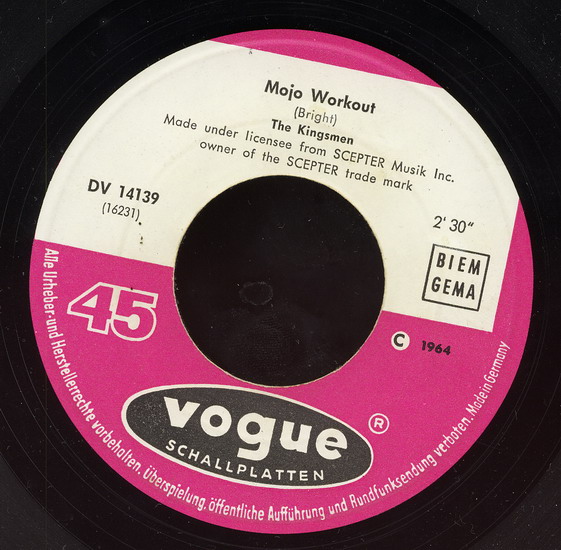 Mojo Workout
(Bright)
The Kingsmen
Made under licensee from SCEPTER Musik Inc.
owner of the SCEPTER trade mark
DV 14139
(16231)
2' 30"
BIEM
GEMA
45
C 1964
vogue
®
SCHALLPLATTEN
Alle Urheber-und Herstellerrechte vorbehalten. Überspielung, öffentliche Aufführung und Rundfunksendung verboten. Made in Germany